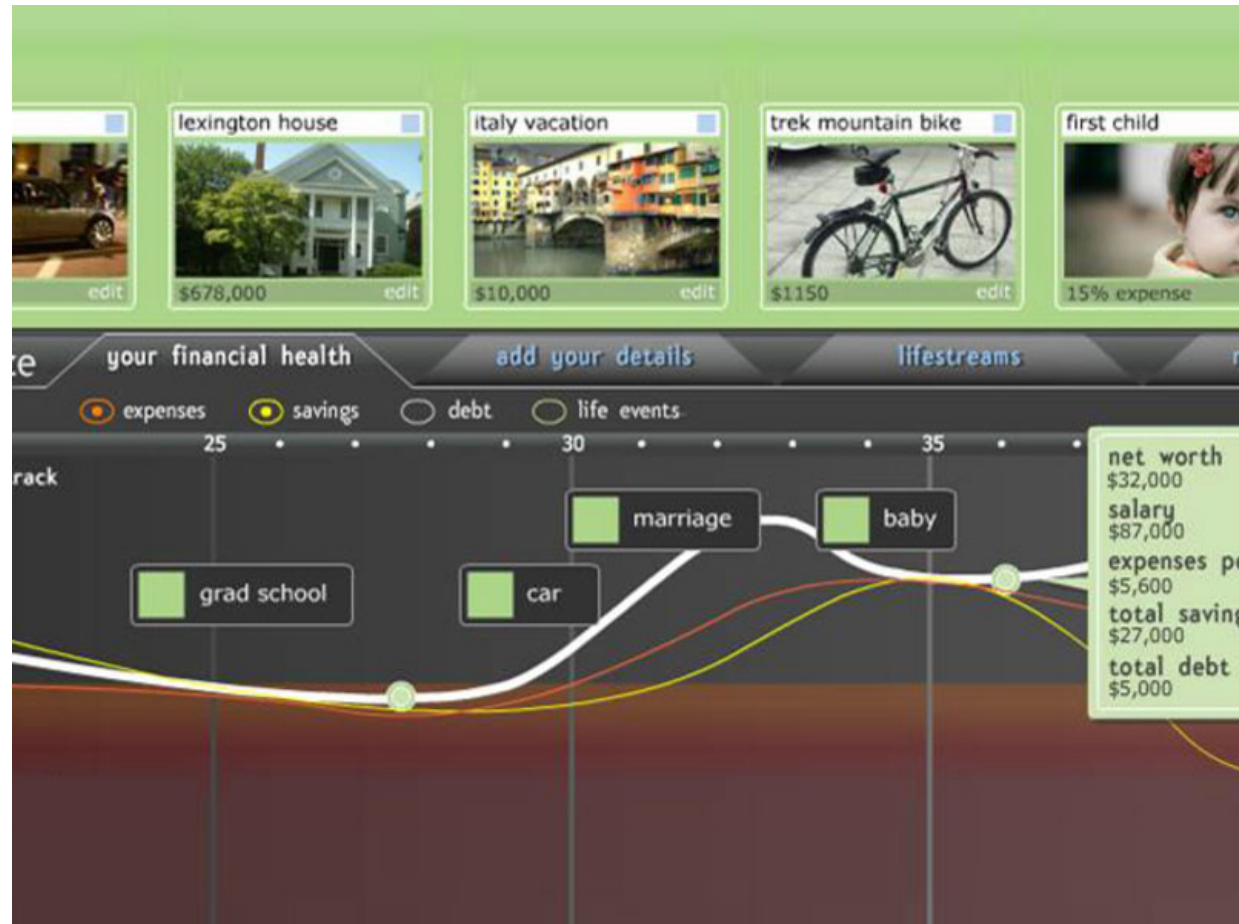 lexington house
italy vacation
trek mountain bike
first child
edit
$678,000 edit
$10,000 edit
$1150 edit
15% expense
your financial health
add your details
lifestreams
expenses
savings
debt
life events
25
30
35
rack
marriage
baby
grad school
car
net worth
$32,000
salary
$87,000
expenses
$5,600
total
$27,000
total debt
$5,000